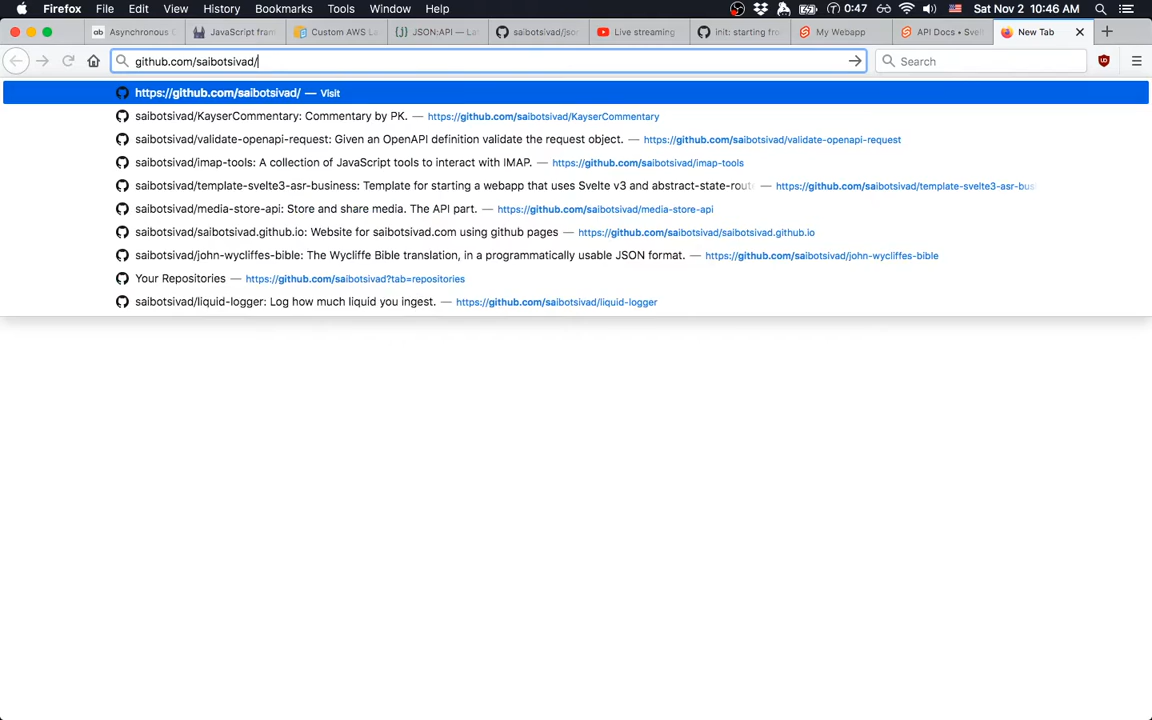 Firefox File Edit View History Bookmarks Tools Window Help 0:47 Sat Nov 2 10:46 AM
ab Asynchronous JavaScript fram Custom AWS La {} JSON:API — La saibotsivad/jso Live streaming init: starting fro My Webapp API Docs • Svel New Tab
github.com/saibotsivad/ Search
https://github.com/saibotsivad/ — Visit
saibotsivad/KayserCommentary: Commentary by PK. — https://github.com/saibotsivad/KayserCommentary
saibotsivad/validate-openapi-request: Given an OpenAPI definition validate the request object. — https://github.com/saibotsivad/validate-openapi-request
saibotsivad/imap-tools: A collection of JavaScript tools to interact with IMAP. — https://github.com/saibotsivad/imap-tools
saibotsivad/template-svelte3-asr-business: Template for starting a webapp that uses Svelte v3 and abstract-state-rout — https://github.com/saibotsivad/template-svelte3-asr-busi
saibotsivad/media-store-api: Store and share media. The API part. — https://github.com/saibotsivad/media-store-api
saibotsivad/saibotsivad.github.io: Website for saibotsivad.com using github pages — https://github.com/saibotsivad/saibotsivad.github.io
saibotsivad/john-wycliffes-bible: The Wycliffe Bible translation, in a programmatically usable JSON format. — https://github.com/saibotsivad/john-wycliffes-bible
Your Repositories — https://github.com/saibotsivad?tab=repositories
saibotsivad/liquid-logger: Log how much liquid you ingest. — https://github.com/saibotsivad/liquid-logger